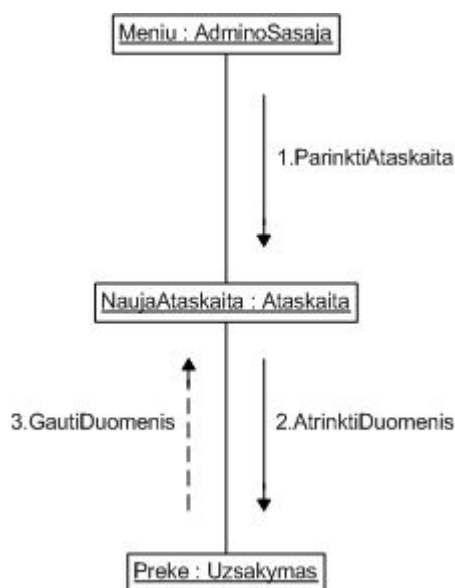 Meniu : AdminoSasaja
1.ParinktiAtaskaita
NaujaAtaskaita : Ataskaita
3.GautiDuomenis
2.AtrinktiDuomenis
Preke : Uzsakymas